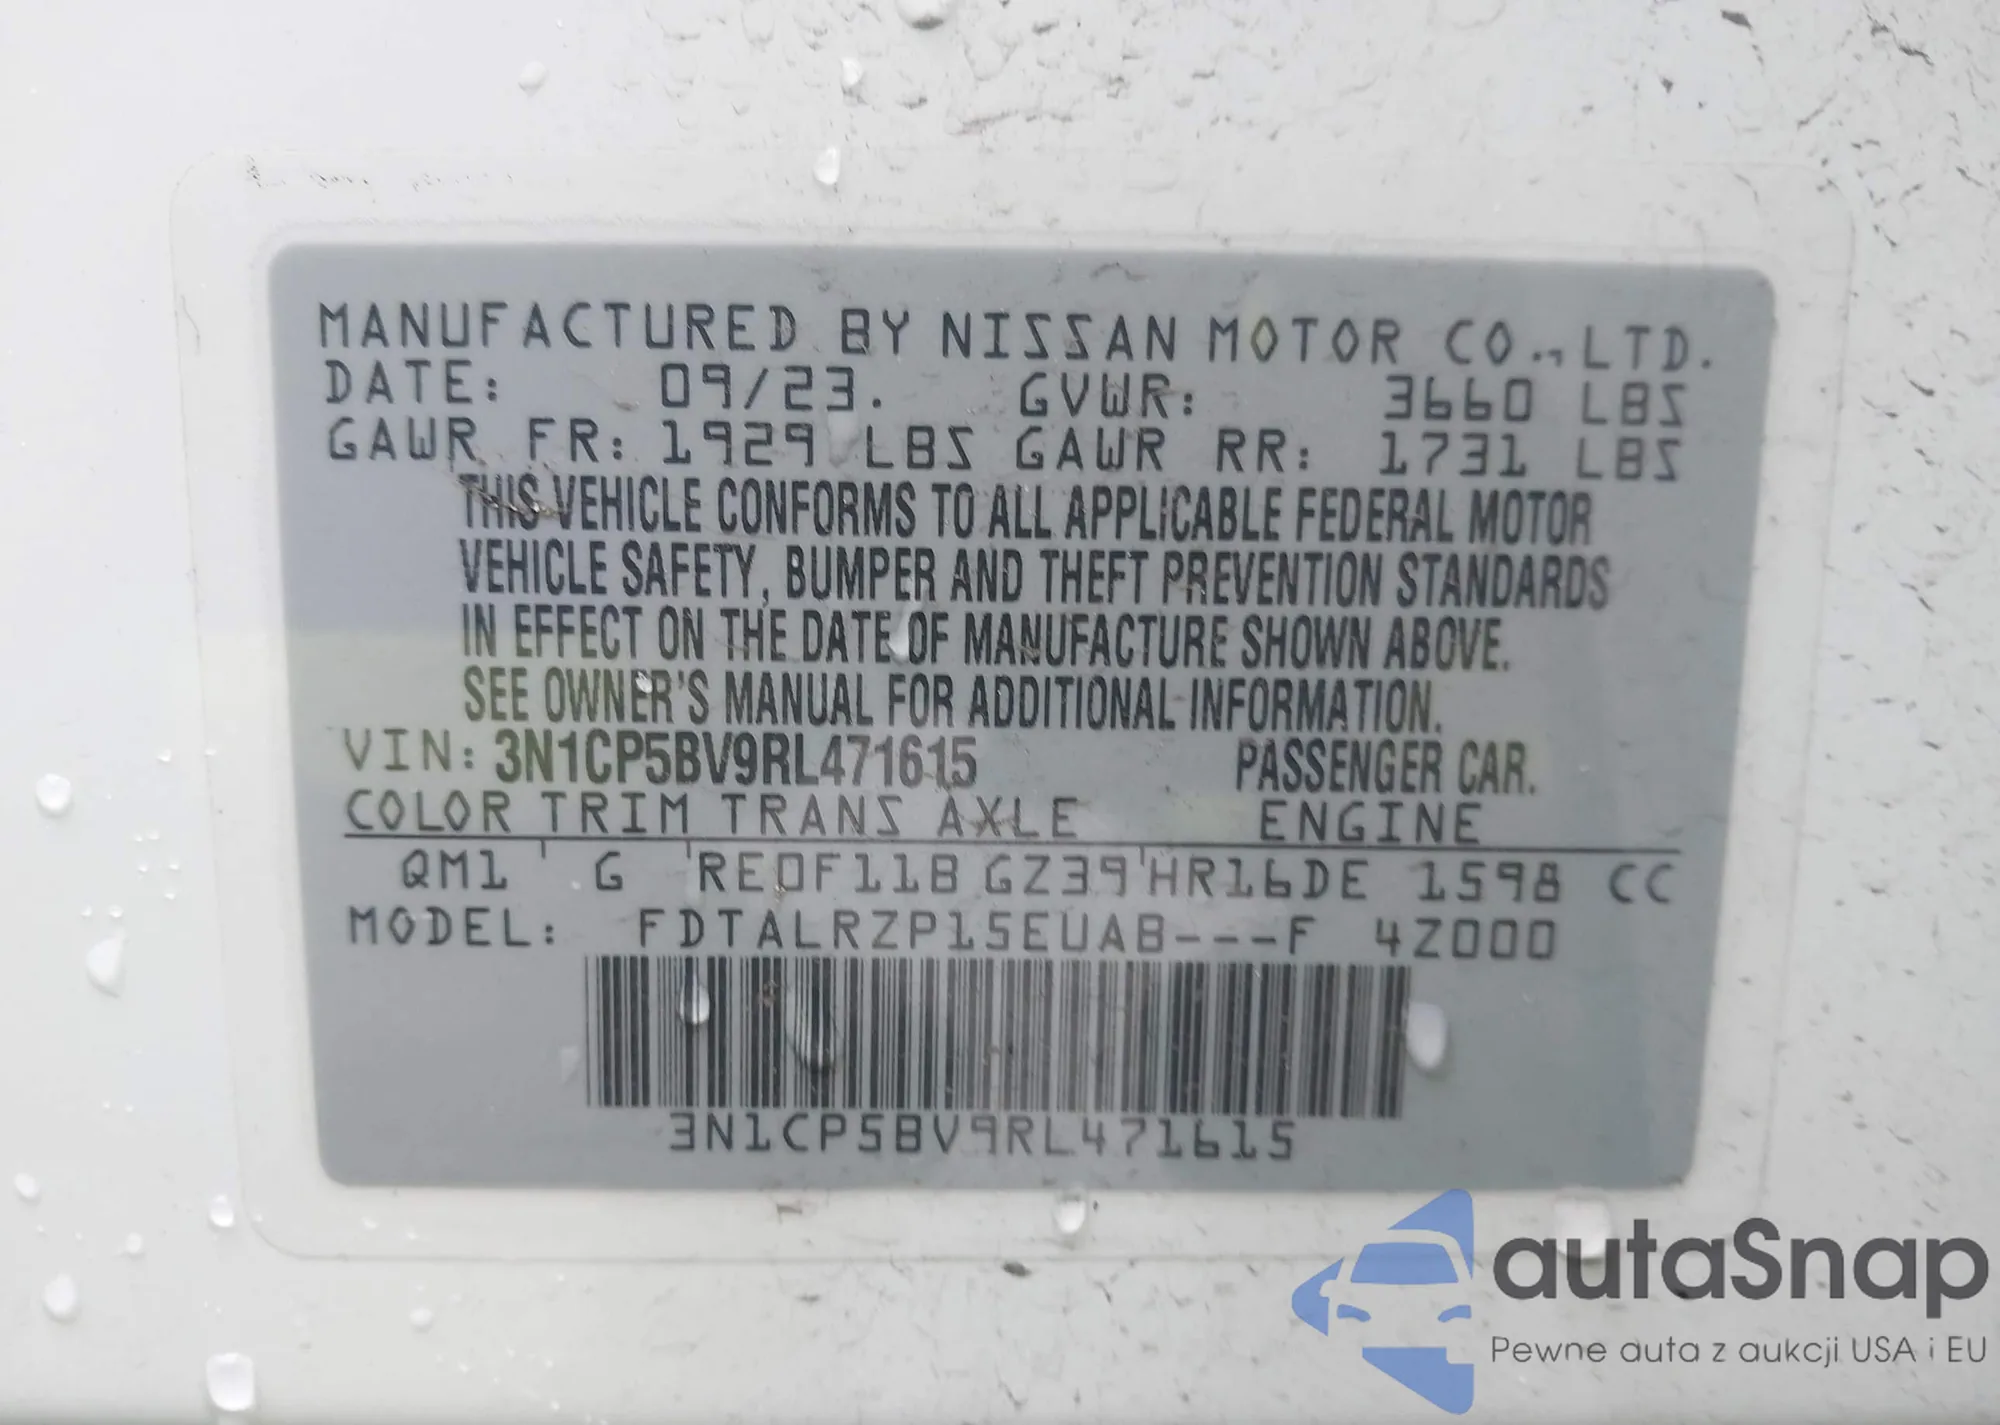 MANUFACTURED BY NISSAN MOTOR CO., LTD.
DATE: 09/23. GVWR: 3660 LBS
GAWR FR: 1929 LBS GAWR RR: 1731 LBS
THIS VEHICLE CONFORMS TO ALL APPLICABLE FEDERAL MOTOR
VEHICLE SAFETY, BUMPER AND THEFT PREVENTION STANDARDS
IN EFFECT ON THE DATE OF MANUFACTURE SHOWN ABOVE.
SEE OWNER'S MANUAL FOR ADDITIONAL INFORMATION.
VIN: 3N1CP5BV9RL471615 PASSENGER CAR.
COLOR TRIM TRANS AXLE ENGINE
QM1 G RE0F11B GZ39 HR16DE 1598 CC
MODEL: FDTALRZP15EUAB---F 4Z000
3N1CP5BV9RL471615
autaSnap
Pewne auta z aukcji USA i EU